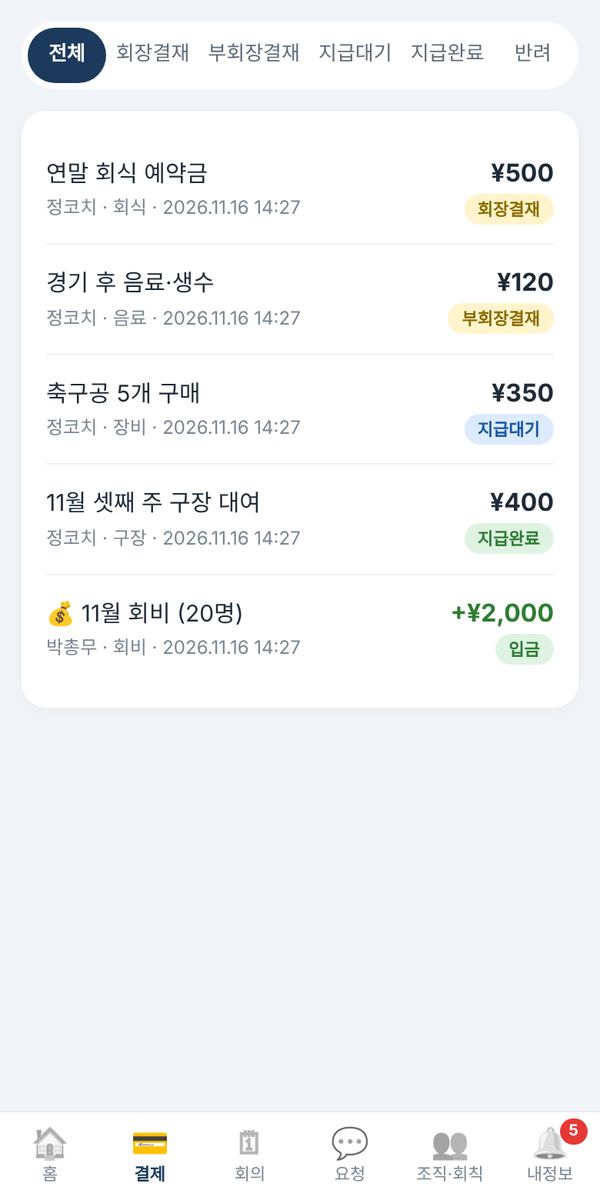 전체 회장결재 부회장결재 지급대기 지급완료 반려
연말 회식 예약금 ¥500
정코치 · 회식 · 2026.11.16 14:27 회장결재
경기 후 음료·생수 ¥120
정코치 · 음료 · 2026.11.16 14:27 부회장결재
축구공 5개 구매 ¥350
정코치 · 장비 · 2026.11.16 14:27 지급대기
11월 셋째 주 구장 대여 ¥400
정코치 · 구장 · 2026.11.16 14:27 지급완료
💰 11월 회비 (20명) +¥2,000
박총무 · 회비 · 2026.11.16 14:27 입금
5
홈 결제 회의 요청 조직·회칙 내정보